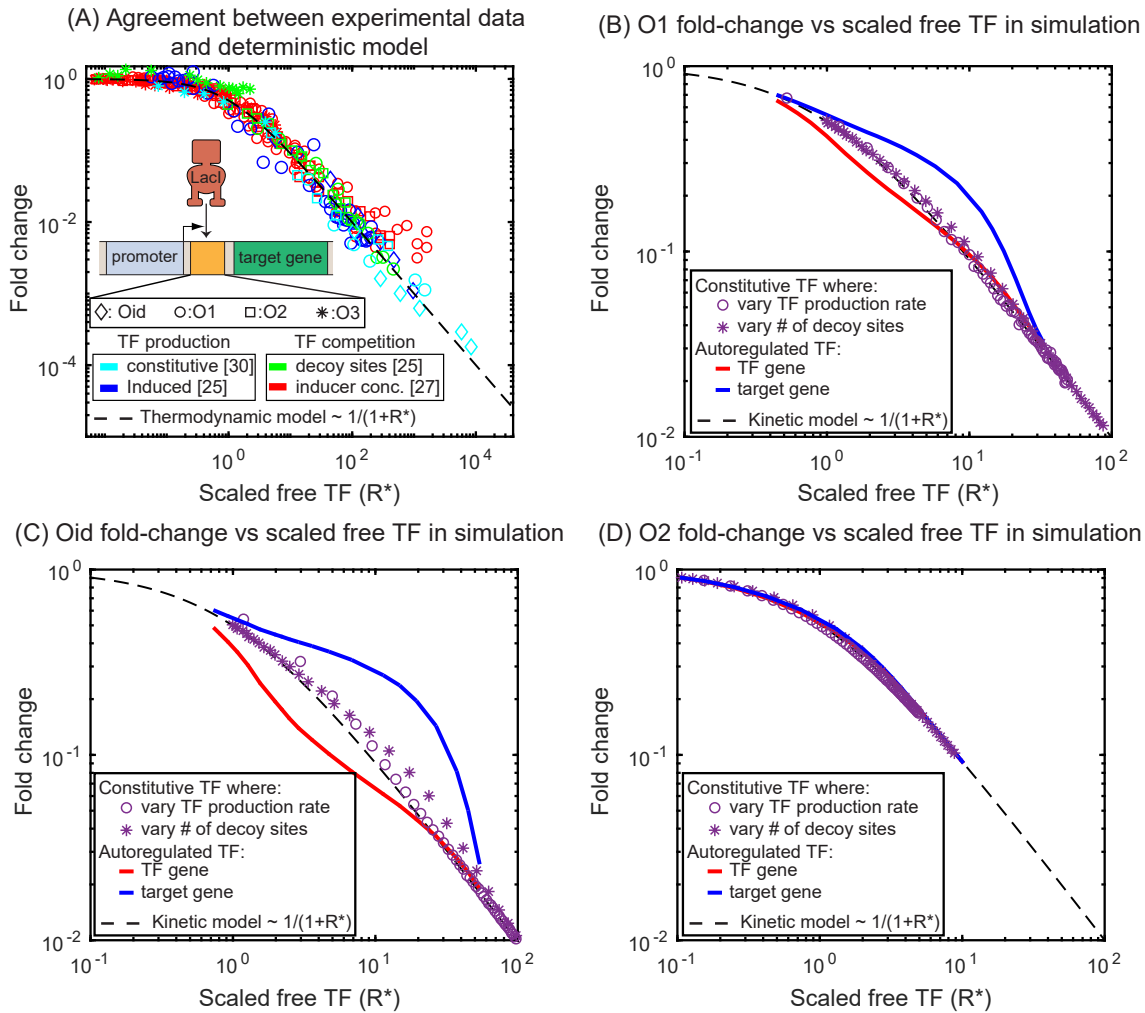 (A) Agreement between experimental data
and deterministic model
10^0
10^-2
10^-4
Fold change
LacI
promoter
target gene
: Oid :O1 :O2 :O3
TF production
TF competition
constitutive [30]
decoy sites [25]
Induced [25]
inducer conc. [27]
Thermodynamic model ~ 1/(1+R*)
10^0 10^2 10^4
Scaled free TF (R*)
(B) O1 fold-change vs scaled free TF in simulation
10^0
10^-1
10^-2
Fold change
Constitutive TF where:
vary TF production rate
vary # of decoy sites
Autoregulated TF:
TF gene
target gene
Kinetic model ~ 1/(1+R*)
10^-1 10^0 10^1 10^2
Scaled free TF (R*)
(C) Oid fold-change vs scaled free TF in simulation
10^0
10^-1
10^-2
Fold change
Constitutive TF where:
vary TF production rate
vary # of decoy sites
Autoregulated TF:
TF gene
target gene
Kinetic model ~ 1/(1+R*)
10^-1 10^0 10^1 10^2
Scaled free TF (R*)
(D) O2 fold-change vs scaled free TF in simulation
10^0
10^-1
10^-2
Fold change
Constitutive TF where:
vary TF production rate
vary # of decoy sites
Autoregulated TF:
TF gene
target gene
Kinetic model ~ 1/(1+R*)
10^-1 10^0 10^1 10^2
Scaled free TF (R*)